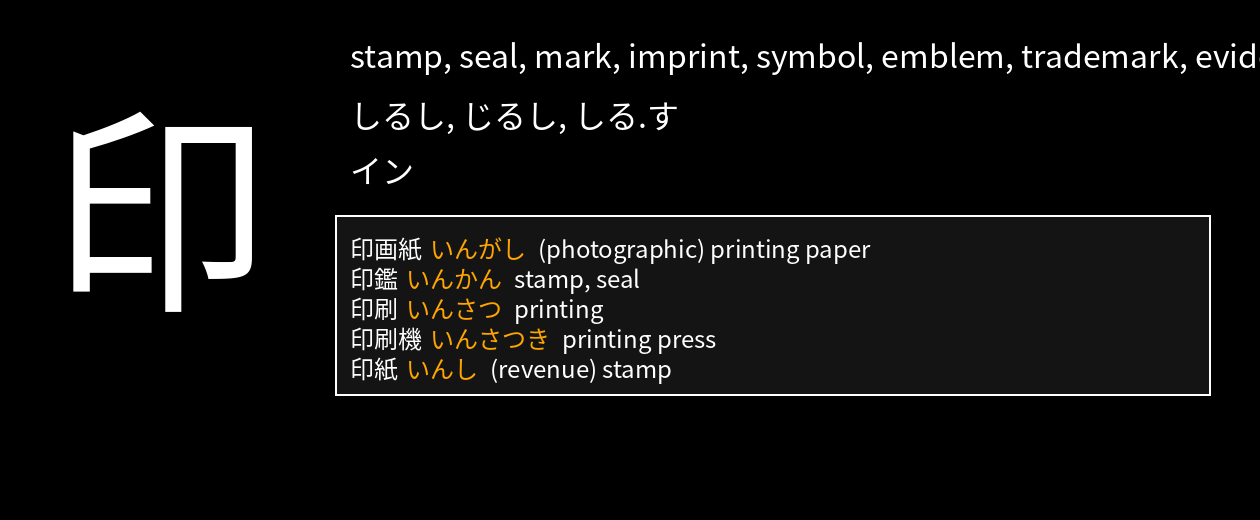 印
stamp, seal, mark, imprint, symbol, emblem, trademark, evid
しるし, じるし, しる.す
イン
印画紙 いんがし (photographic) printing paper
印鑑 いんかん stamp, seal
印刷 いんさつ printing
印刷機 いんさつき printing press
印紙 いんし (revenue) stamp